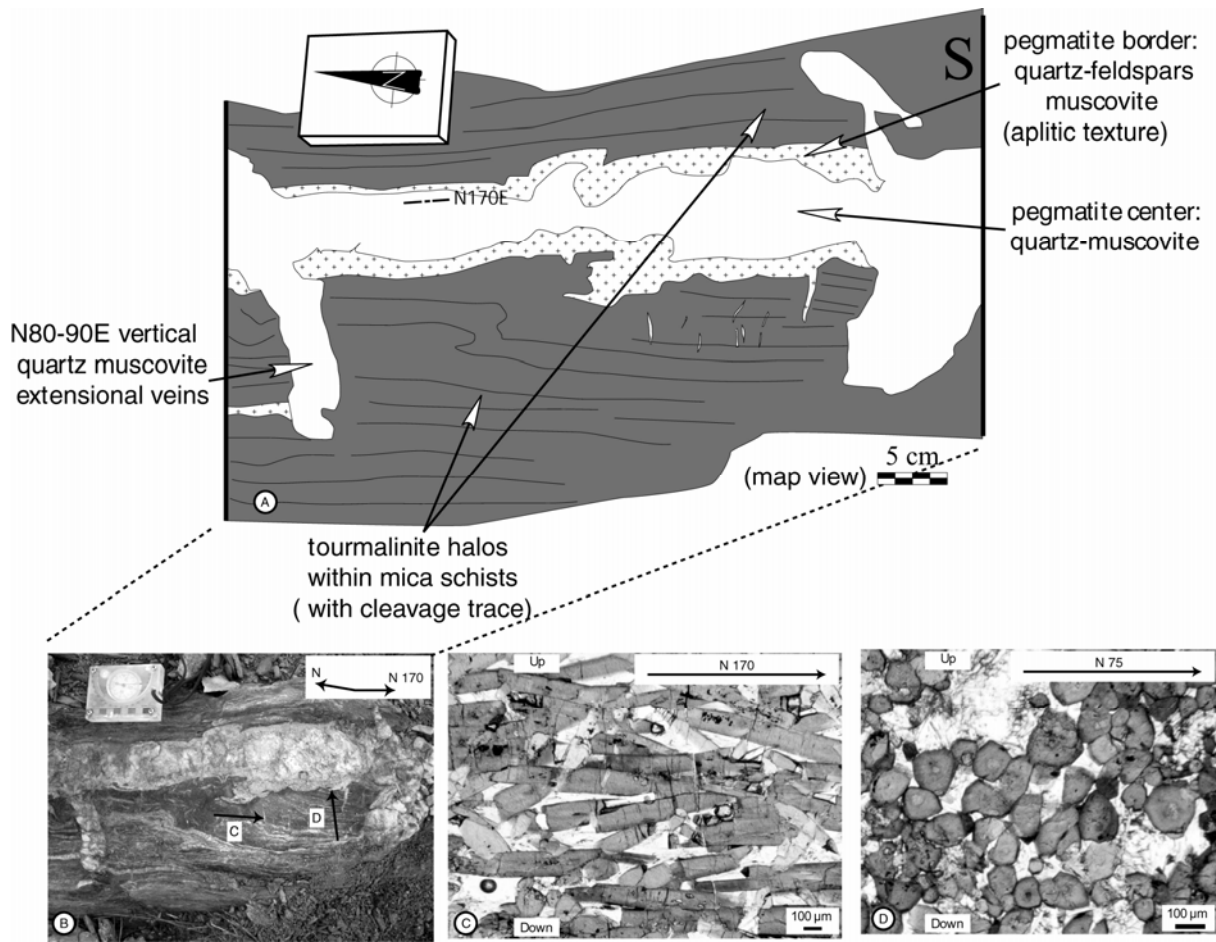 S
N
pegmatite border:
quartz-feldspars
muscovite
(aplitic texture)
N170E
pegmatite center:
quartz-muscovite
N80-90E vertical
quartz muscovite
extensional veins
5 cm
(map view)
A
tourmalinite halos
within mica schists
( with cleavage trace)
N
N 170
C
D
B
Up
N 170
Down
100 µm
C
Up
N 75
Down
100 µm
D